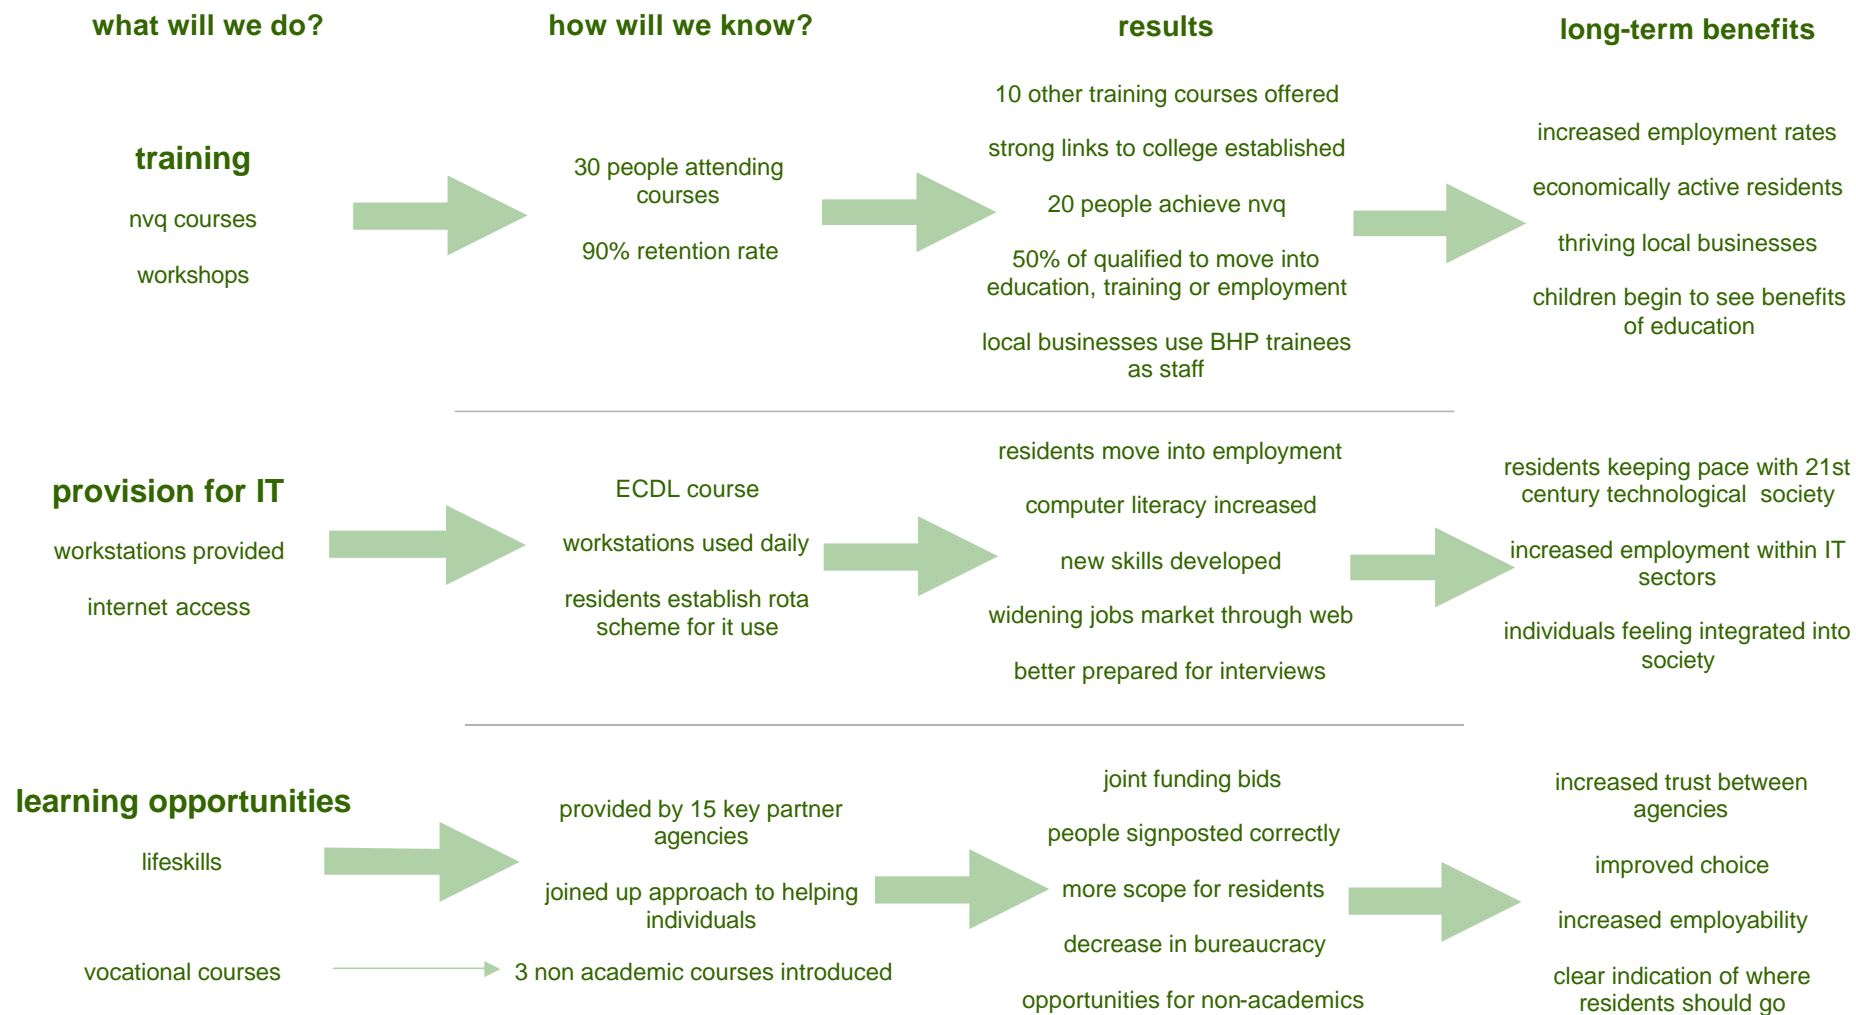 what will we do?
how will we know?
results
long-term benefits
training
nvq courses
workshops
30 people attending
courses
90% retention rate
10 other training courses offered
strong links to college established
20 people achieve nvq
50% of qualified to move into
education, training or employment
local businesses use BHP trainees
as staff
increased employment rates
economically active residents
thriving local businesses
children begin to see benefits
of education
provision for IT
workstations provided
internet access
ECDL course
workstations used daily
residents establish rota
scheme for it use
residents move into employment
computer literacy increased
new skills developed
widening jobs market through web
better prepared for interviews
residents keeping pace with 21st
century technological society
increased employment within IT
sectors
individuals feeling integrated into
society
learning opportunities
lifeskills
vocational courses
provided by 15 key partner
agencies
joined up approach to helping
individuals
3 non academic courses introduced
joint funding bids
people signposted correctly
more scope for residents
decrease in bureaucracy
opportunities for non-academics
increased trust between
agencies
improved choice
increased employability
clear indication of where
residents should go